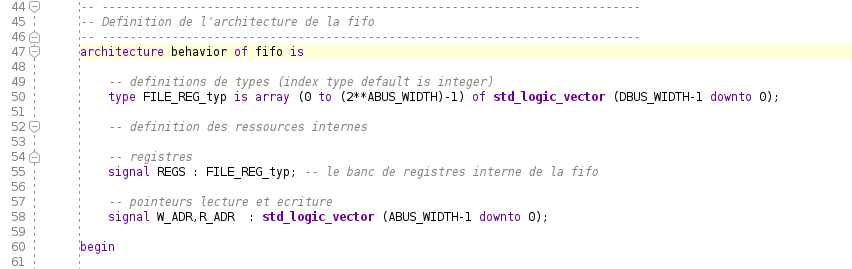 44 -- -----------------------------------------------------------------------------
45 -- Definition de l'architecture de la fifo
46 -- -----------------------------------------------------------------------------
47 architecture behavior of fifo is
48
49 -- definitions de types (index type default is integer)
50 type FILE_REG_typ is array (0 to (2**ABUS_WIDTH)-1) of std_logic_vector (DBUS_WIDTH-1 downto 0);
51
52 -- definition des ressources internes
53
54 -- registres
55 signal REGS : FILE_REG_typ; -- le banc de registres interne de la fifo
56
57 -- pointeurs lecture et ecriture
58 signal W_ADR,R_ADR  : std_logic_vector (ABUS_WIDTH-1 downto 0);
59
60 begin
61